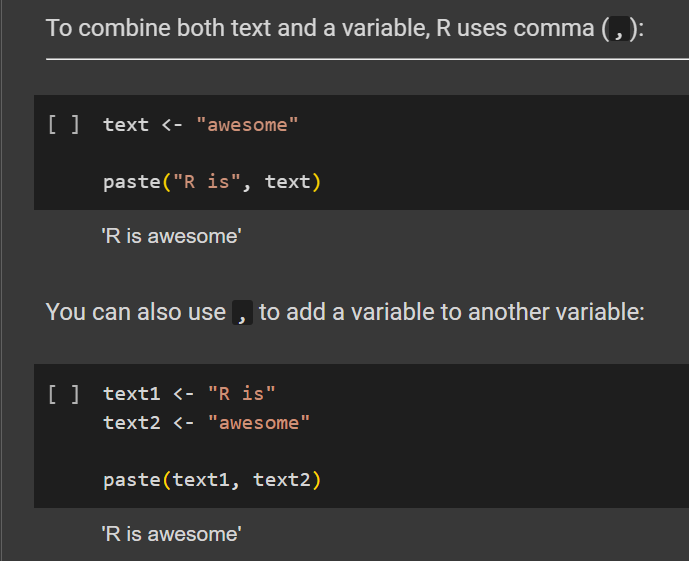 To combine both text and a variable, R uses comma (,):
[ ] text <- "awesome"
paste("R is", text)
'R is awesome'
You can also use , to add a variable to another variable:
[ ] text1 <- "R is"
text2 <- "awesome"
paste(text1, text2)
'R is awesome'